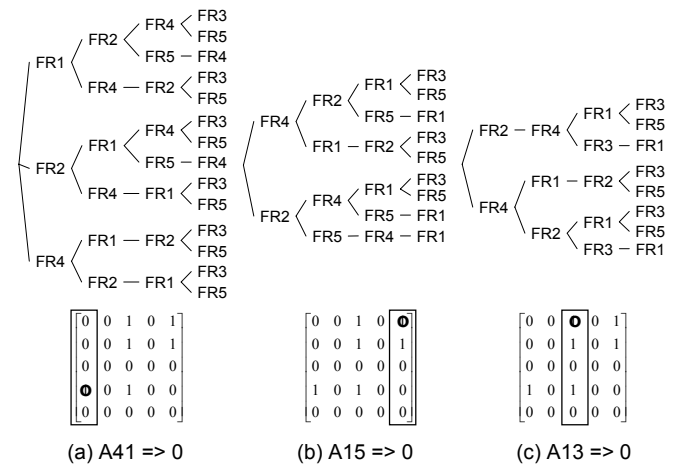 FR3
FR1 FR2 FR4 FR5
FR5 – FR4
FR4 – FR2 FR3
FR5
FR2 FR1 FR4 FR3
FR5
FR5 – FR4
FR4 – FR1 FR3
FR5
FR4 FR1 – FR2 FR3
FR5
FR2 – FR1 FR3
FR5
0 0 1 0 1
0 0 1 0 1
0 0 0 0 0
0 0 1 0 0
0 0 0 0 0
(a) A41 => 0
FR4 FR2 FR1 FR3
FR5
FR5 – FR1
FR1 – FR2 FR3
FR5
FR2 FR4 FR1 FR3
FR5
FR5 – FR1
FR5 – FR4 – FR1
0 0 1 0 0
0 0 1 0 1
0 0 0 0 0
1 0 1 0 0
0 0 0 0 0
(b) A15 => 0
FR2 – FR4 FR1 FR3
FR5
FR3 – FR1
FR4 FR1 – FR2 FR3
FR5
FR2 FR1 FR3
FR5
FR3 – FR1
0 0 0 0 1
0 0 1 0 1
0 0 0 0 0
1 0 1 0 0
0 0 0 0 0
(c) A13 => 0